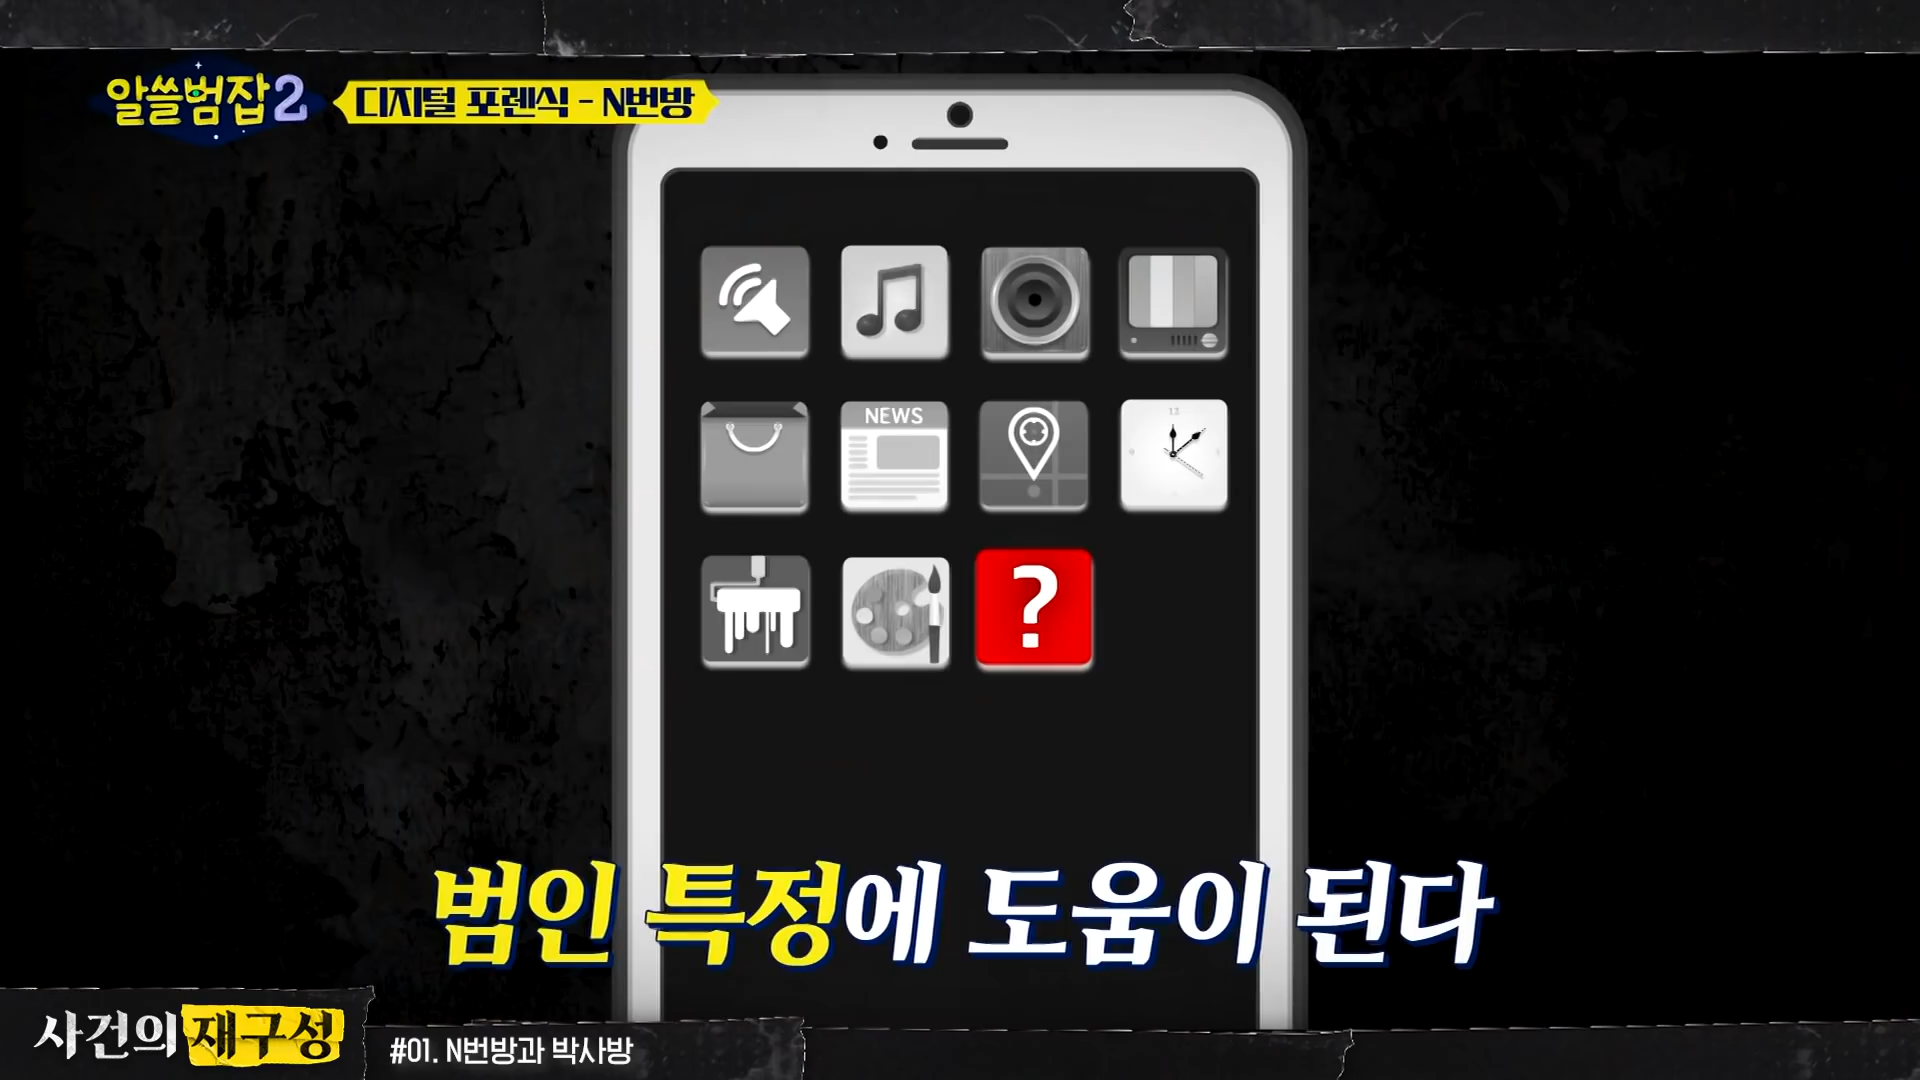 알쓸범잡2
디지털 포렌식 - N번방
NEWS
12
?
범인 특정에 도움이 된다
사건의 재구성
#01. N번방과 박사방